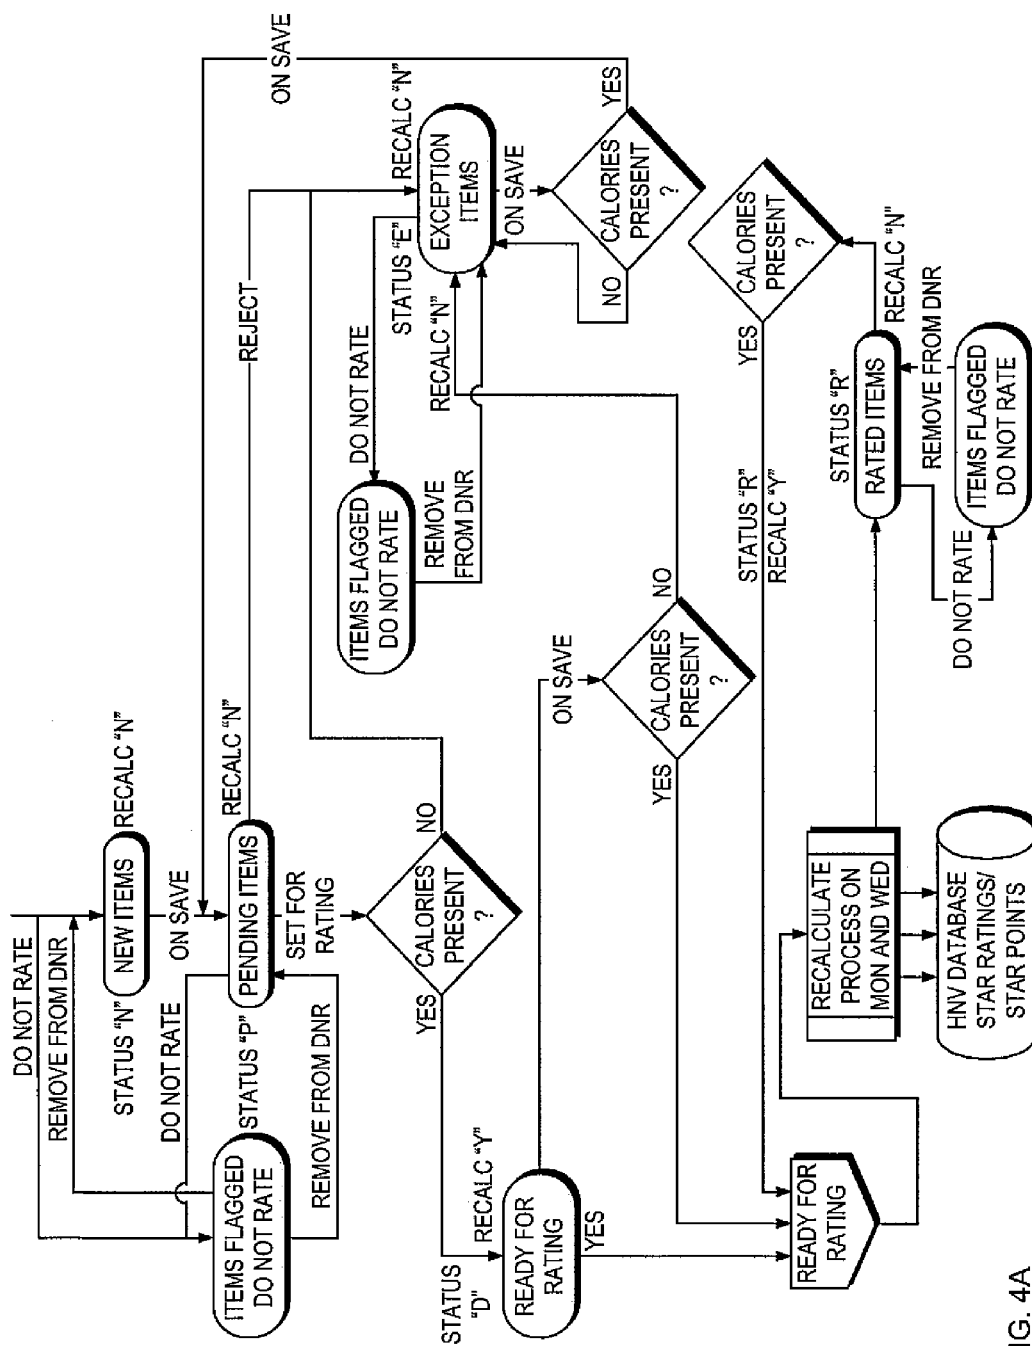 DO NOT RATE
REMOVE FROM DNR
STATUS "N"
NEW ITEMS
RECALC "N"
ON SAVE
ON SAVE
DO NOT RATE
STATUS "P"
PENDING ITEMS
RECALC "N"
REJECT
ITEMS FLAGGED
DO NOT RATE
REMOVE FROM DNR
SET FOR
RATING
CALORIES
PRESENT
?
YES
NO
DO NOT RATE
STATUS "E"
RECALC "N"
EXCEPTION
ITEMS
RECALC "N"
ITEMS FLAGGED
DO NOT RATE
REMOVE
FROM DNR
ON SAVE
CALORIES
PRESENT
?
NO
YES
STATUS
"D"
RECALC "Y"
READY FOR
RATING
YES
ON SAVE
CALORIES
PRESENT
?
YES
NO
STATUS "R"
RECALC "Y"
YES
CALORIES
PRESENT
?
READY FOR
RATING
RECALCULATE
PROCESS ON
MON AND WED
HNV DATABASE
STAR RATINGS/
STAR POINTS
STATUS "R"
RATED ITEMS
RECALC "N"
DO NOT RATE
REMOVE FROM DNR
ITEMS FLAGGED
DO NOT RATE
IG. 4A